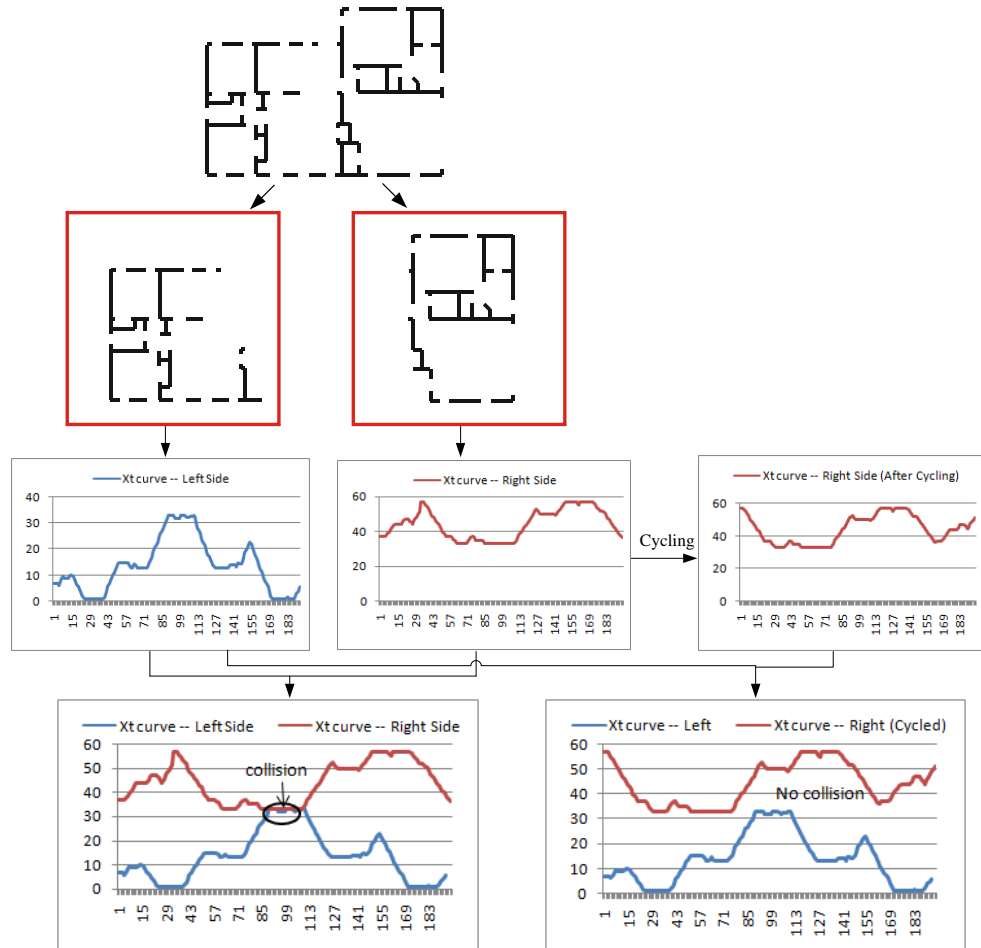 Xt curve -- Left Side
40
30
20
10
0
1 15 29 43 57 71 85 99 113 127 141 155 169 183
Xt curve -- Right Side
60
40
20
0
1 15 29 43 57 71 85 99 113 127 141 155 169 183
Cycling
Xt curve -- Right Side (After Cycling)
60
40
20
0
1 15 29 43 57 71 85 99 113 127 141 155 169 183
Xt curve -- Left Side Xt curve -- Right Side
60
50
40
30
20
10
0
collision
1 15 29 43 57 71 85 99 113 127 141 155 169 183
Xt curve -- Left Xt curve -- Right (Cycled)
60
50
40
30
20
10
0
No collision
1 15 29 43 57 71 85 99 113 127 141 155 169 183